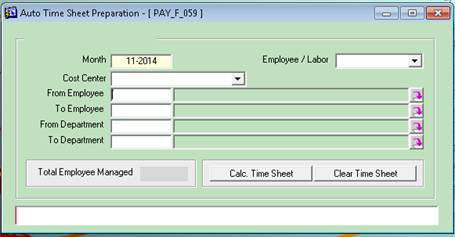 Auto Time Sheet Preparation - [ PAY_F_059 ]
Month 11-2014 Employee / Labor
Cost Center
From Employee
To Employee
From Department
To Department
Total Employee Managed Calc. Time Sheet Clear Time Sheet